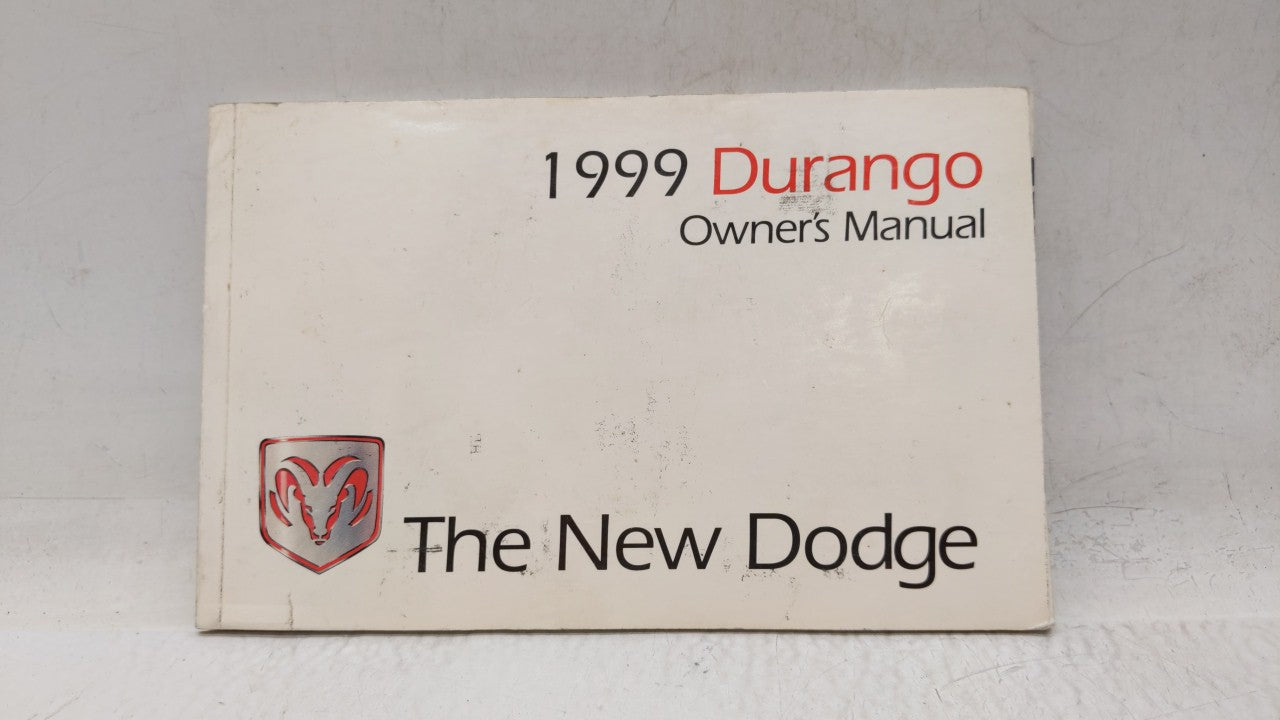 1999 Durango
Owner's Manual
The New Dodge